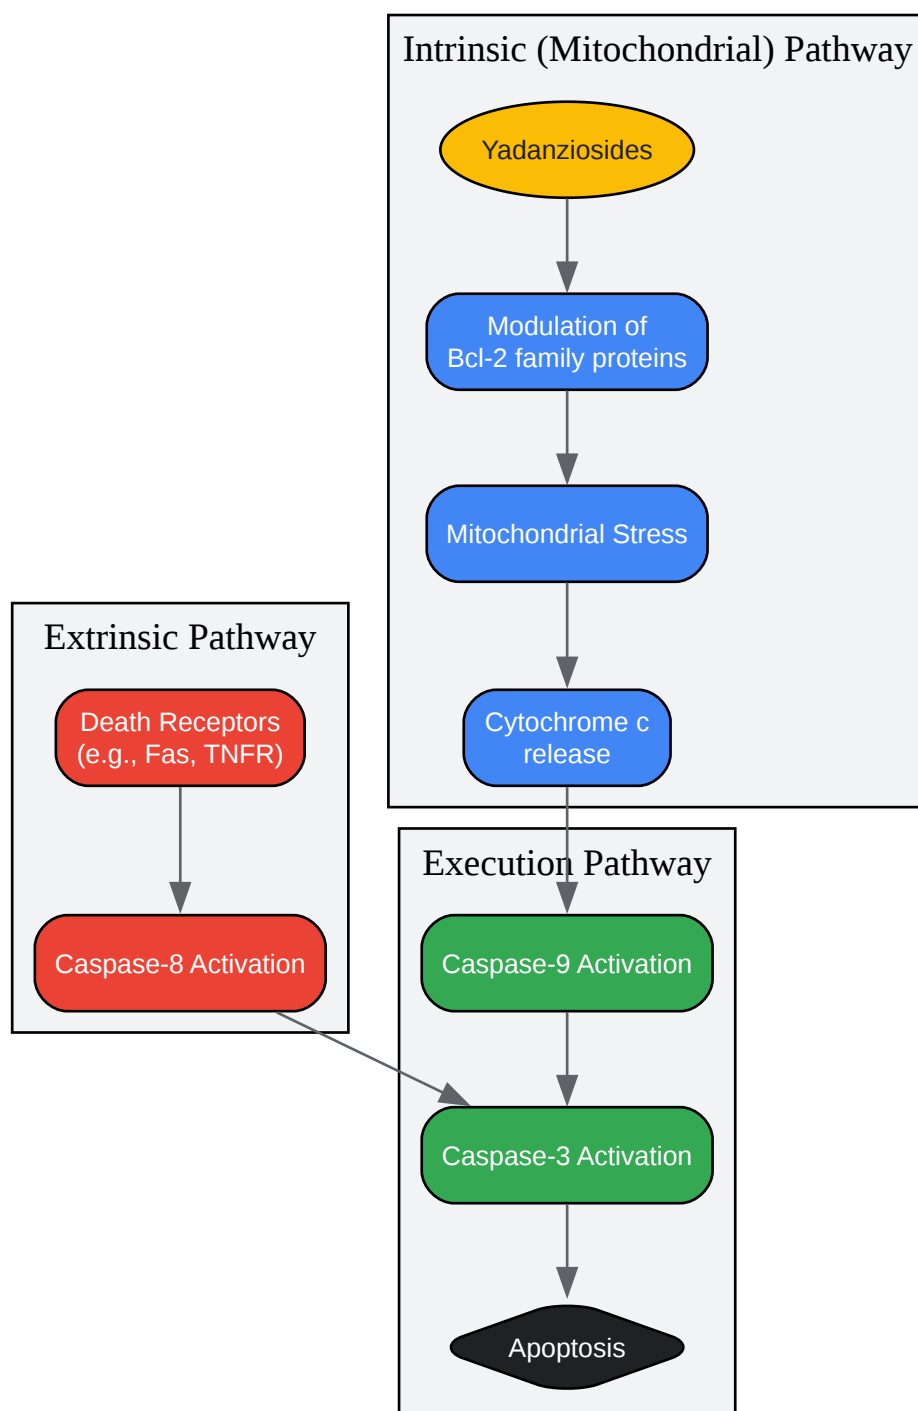 Intrinsic (Mitochondrial) Pathway
Yadanziosides
Modulation of
Bcl-2 family proteins
Mitochondrial Stress
Cytochrome c
release
Extrinsic Pathway
Death Receptors
(e.g., Fas, TNFR)
Caspase-8 Activation
Execution Pathway
Caspase-9 Activation
Caspase-3 Activation
Apoptosis